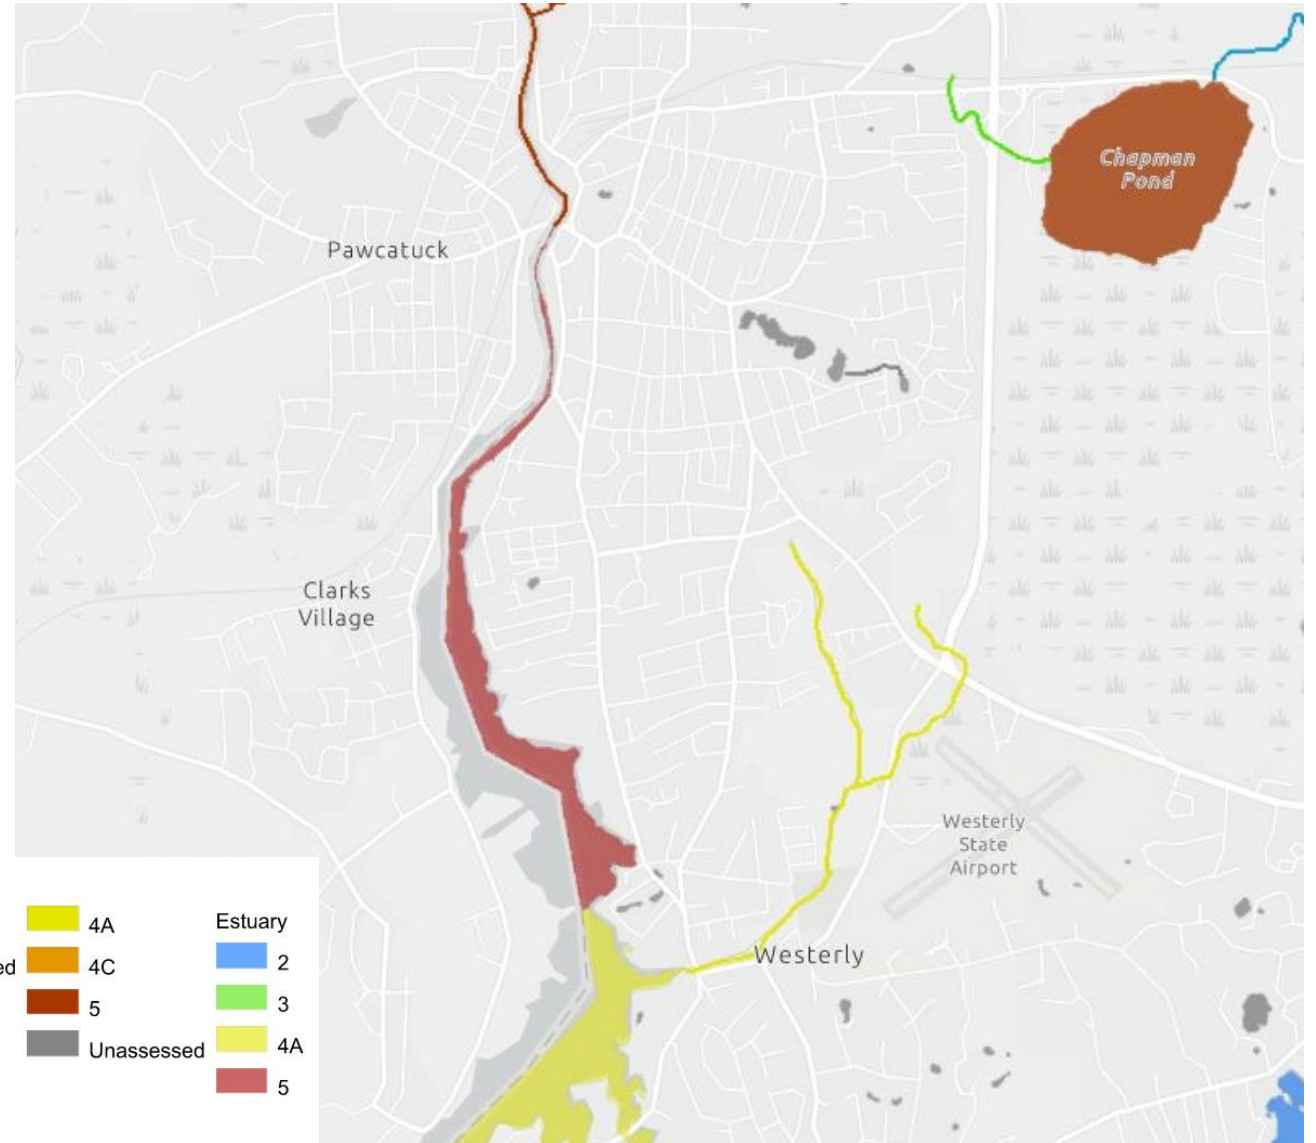 Chapman
Pond
Pawcatuck
Clarks
Village
Westerly
State
Airport
Westerly
4A
ed 4C
5
Unassessed
Estuary
2
3
4A
5